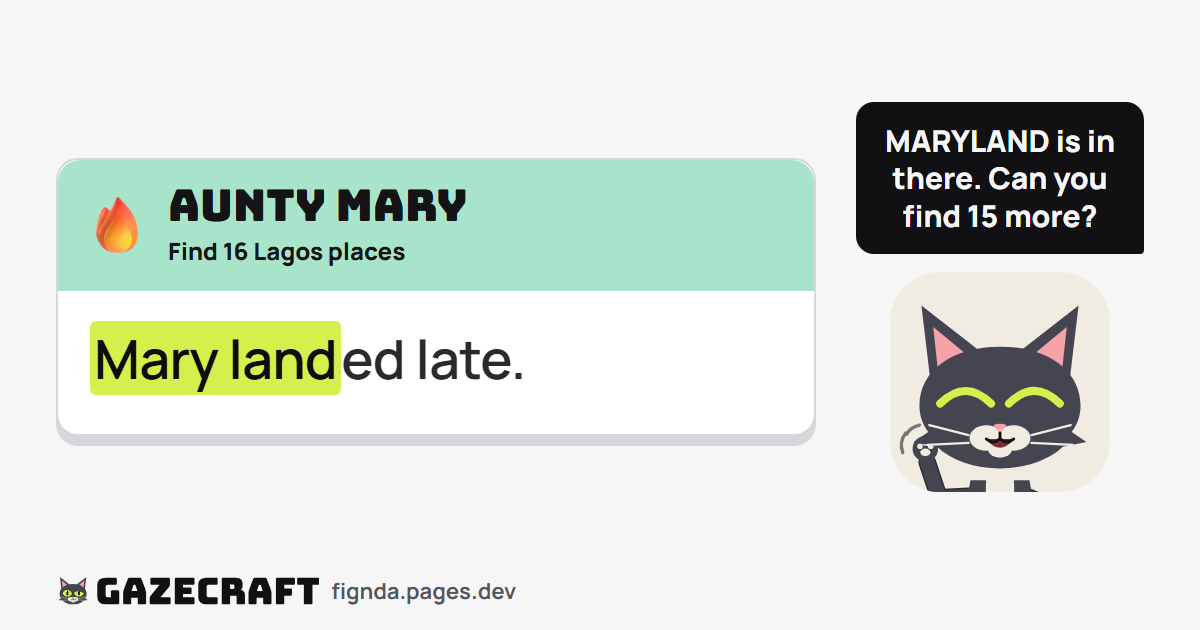 AUNTY MARY
Find 16 Lagos places
Mary landed late.
MARYLAND is in
there. Can you
find 15 more?
GAZECRAFT fignda.pages.dev